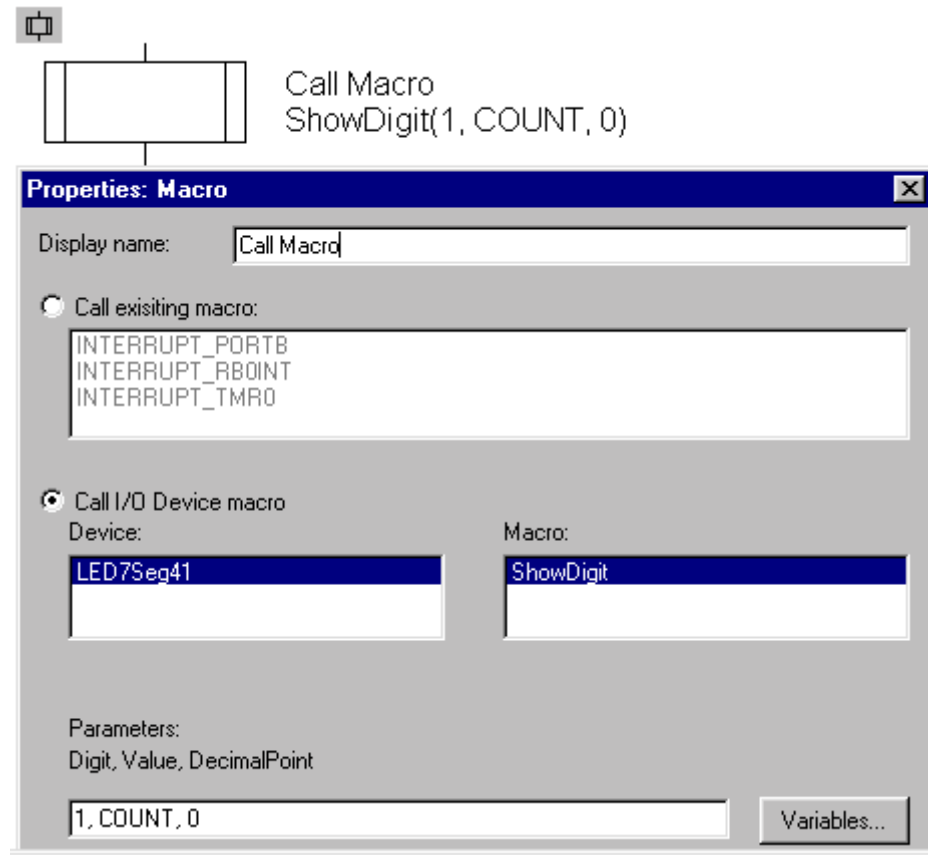 Call Macro
ShowDigit(1, COUNT, 0)
Properties: Macro
Display name:
Call Macro
Call exisiting macro:
INTERRUPT_PORTB
INTERRUPT_RB0INT
INTERRUPT_TMR0
Call I/O Device macro
Device:
Macro:
LED7Seg41
ShowDigit
Parameters:
Digit, Value, DecimalPoint
1, COUNT, 0
Variables...